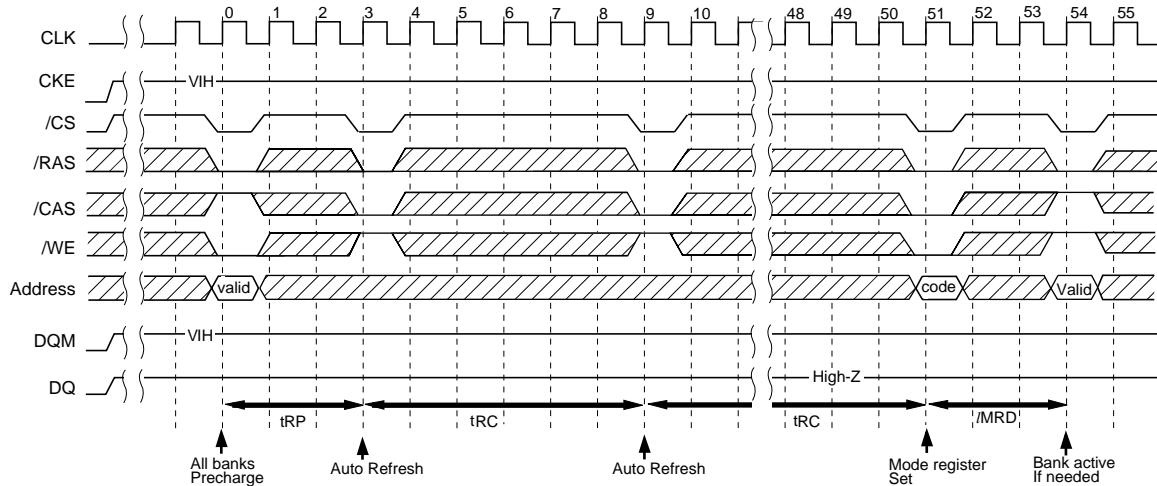 0 1 2 3 4 5 6 7 8 9 10 48 49 50 51 52 53 54 55
CLK
CKE VIH
/CS
/RAS
/CAS
/WE
Address valid code Valid
DQM VIH
DQ High-Z
tRP tRC tRC lMRD
All banks
Precharge
Auto Refresh
Auto Refresh
Mode register
Set
Bank active
If needed